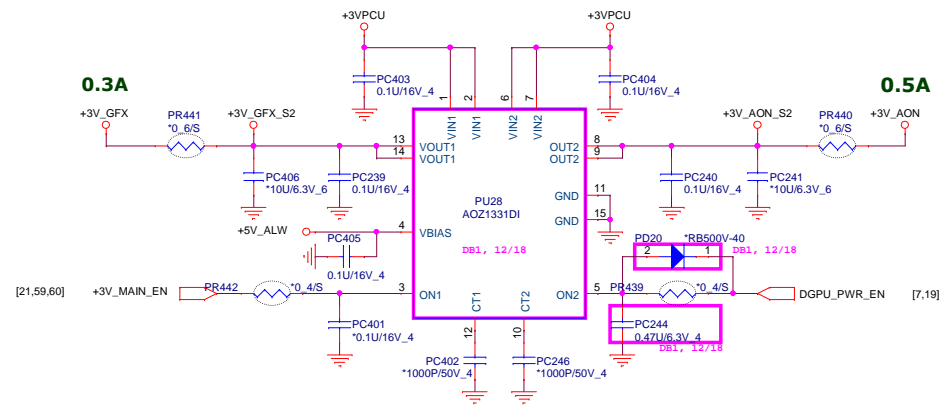 +3VPCU
+3VPCU
0.3A
0.5A
PC403
0.1U/16V_4
PC404
0.1U/16V_4
1
2
6
7
VIN1
VIN1
VIN2
VIN2
+3V_GFX
PR441
*0_6/S
+3V_GFX_S2
+3V_AON_S2
PR440
*0_6/S
+3V_AON
13
VOUT1
14
VOUT1
8
OUT2
9
OUT2
PC406
*10U/6.3V_6
PC239
0.1U/16V_4
PC240
0.1U/16V_4
PC241
*10U/6.3V_6
11
GND
15
GND
PU28
AOZ1331DI
+5V_ALW
4
VBIAS
DB1, 12/18
PC405
0.1U/16V_4
PD20
*RB500V-40
2
1
DB1, 12/18
[21,59,60]
+3V_MAIN_EN
PR442
*0_4/S
3
ON1
ON2
5
PR439
*0_4/S
DGPU_PWR_EN
[7,19]
CT1
CT2
12
10
PC401
*0.1U/16V_4
PC244
0.47U/6.3V_4
DB1, 12/18
PC402
*1000P/50V_4
PC246
*1000P/50V_4